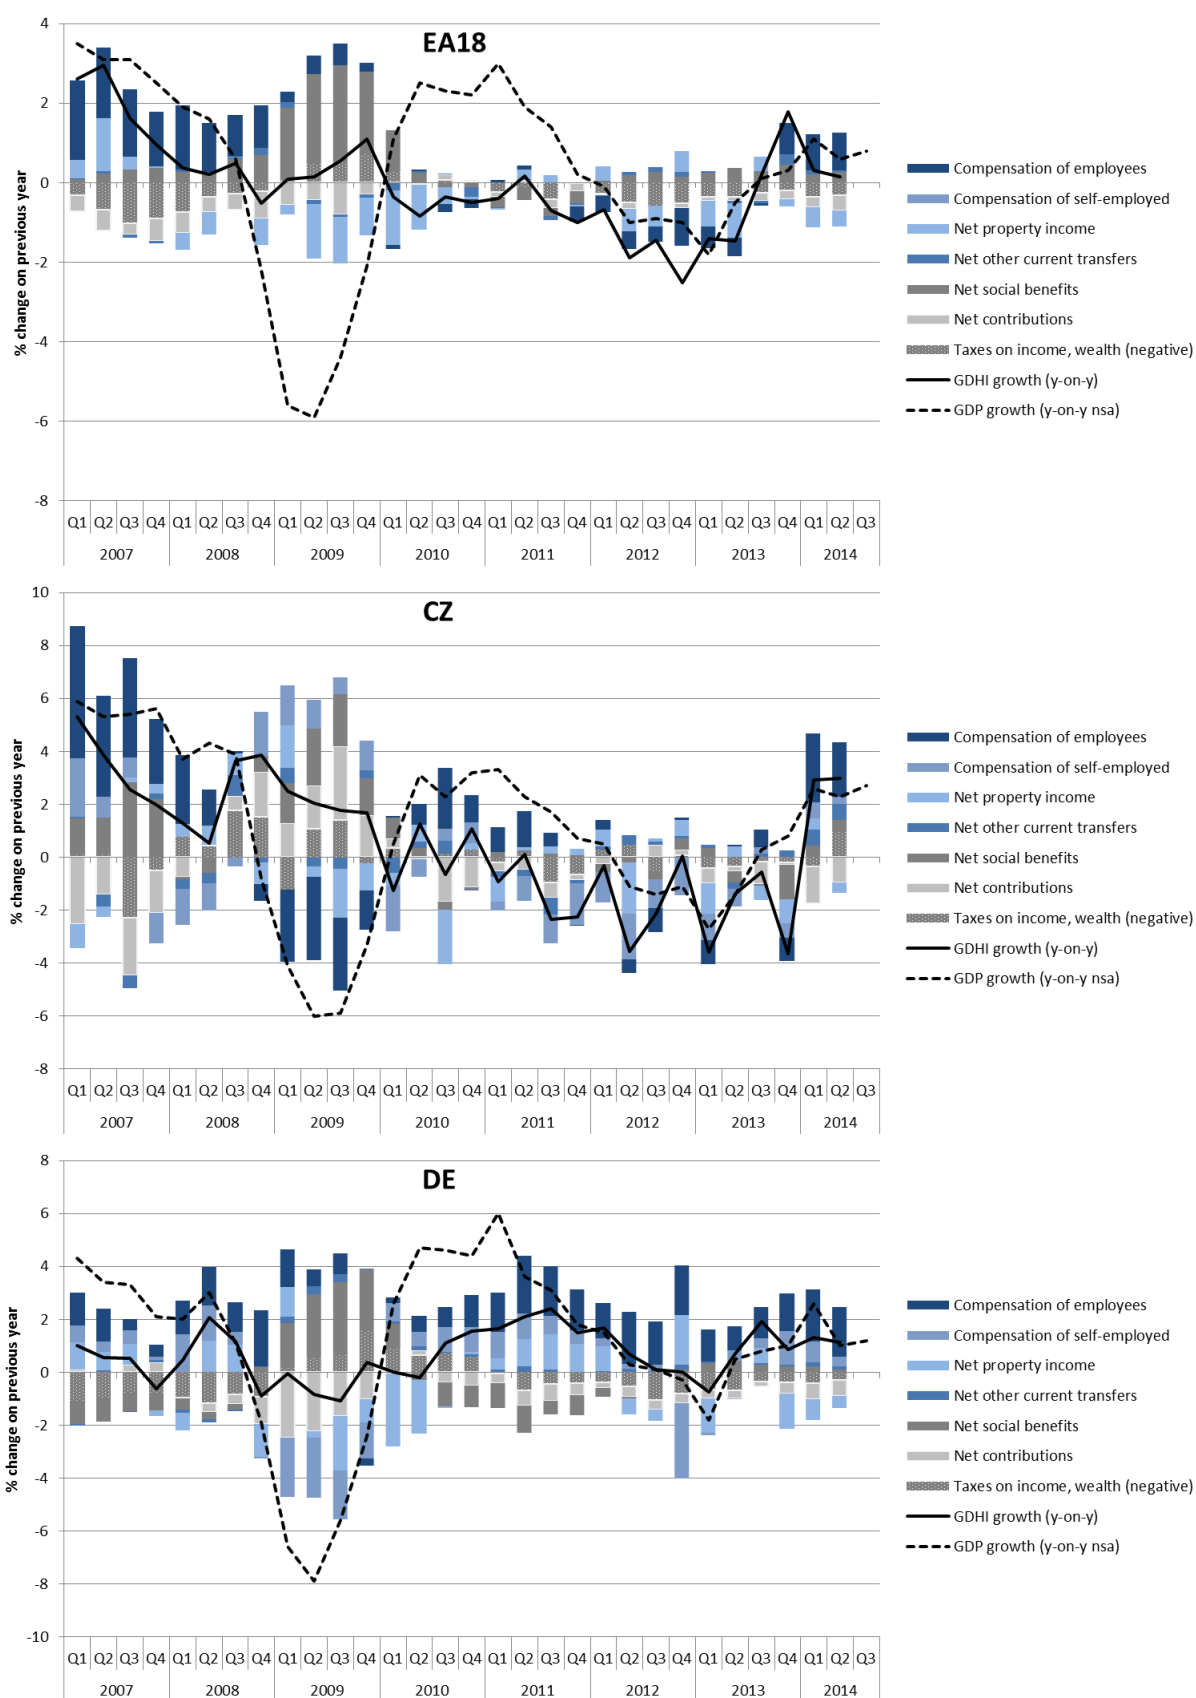 EA18
% change on previous year
4
2
0
-2
-4
-6
-8
Q1 Q2 Q3 Q4 Q1 Q2 Q3 Q4 Q1 Q2 Q3 Q4 Q1 Q2 Q3 Q4 Q1 Q2 Q3 Q4 Q1 Q2 Q3 Q4 Q1 Q2 Q3 Q4 Q1 Q2 Q3
2007 2008 2009 2010 2011 2012 2013 2014
Compensation of employees
Compensation of self-employed
Net property income
Net other current transfers
Net social benefits
Net contributions
Taxes on income, wealth (negative)
GDHI growth (y-on-y)
GDP growth (y-on-y nsa)
CZ
% change on previous year
10
8
6
4
2
0
-2
-4
-6
-8
Q1 Q2 Q3 Q4 Q1 Q2 Q3 Q4 Q1 Q2 Q3 Q4 Q1 Q2 Q3 Q4 Q1 Q2 Q3 Q4 Q1 Q2 Q3 Q4 Q1 Q2 Q3 Q4 Q1 Q2 Q3
2007 2008 2009 2010 2011 2012 2013 2014
Compensation of employees
Compensation of self-employed
Net property income
Net other current transfers
Net social benefits
Net contributions
Taxes on income, wealth (negative)
GDHI growth (y-on-y)
GDP growth (y-on-y nsa)
DE
% change on previous year
8
6
4
2
0
-2
-4
-6
-8
-10
Q1 Q2 Q3 Q4 Q1 Q2 Q3 Q4 Q1 Q2 Q3 Q4 Q1 Q2 Q3 Q4 Q1 Q2 Q3 Q4 Q1 Q2 Q3 Q4 Q1 Q2 Q3 Q4 Q1 Q2 Q3
2007 2008 2009 2010 2011 2012 2013 2014
Compensation of employees
Compensation of self-employed
Net property income
Net other current transfers
Net social benefits
Net contributions
Taxes on income, wealth (negative)
GDHI growth (y-on-y)
GDP growth (y-on-y nsa)